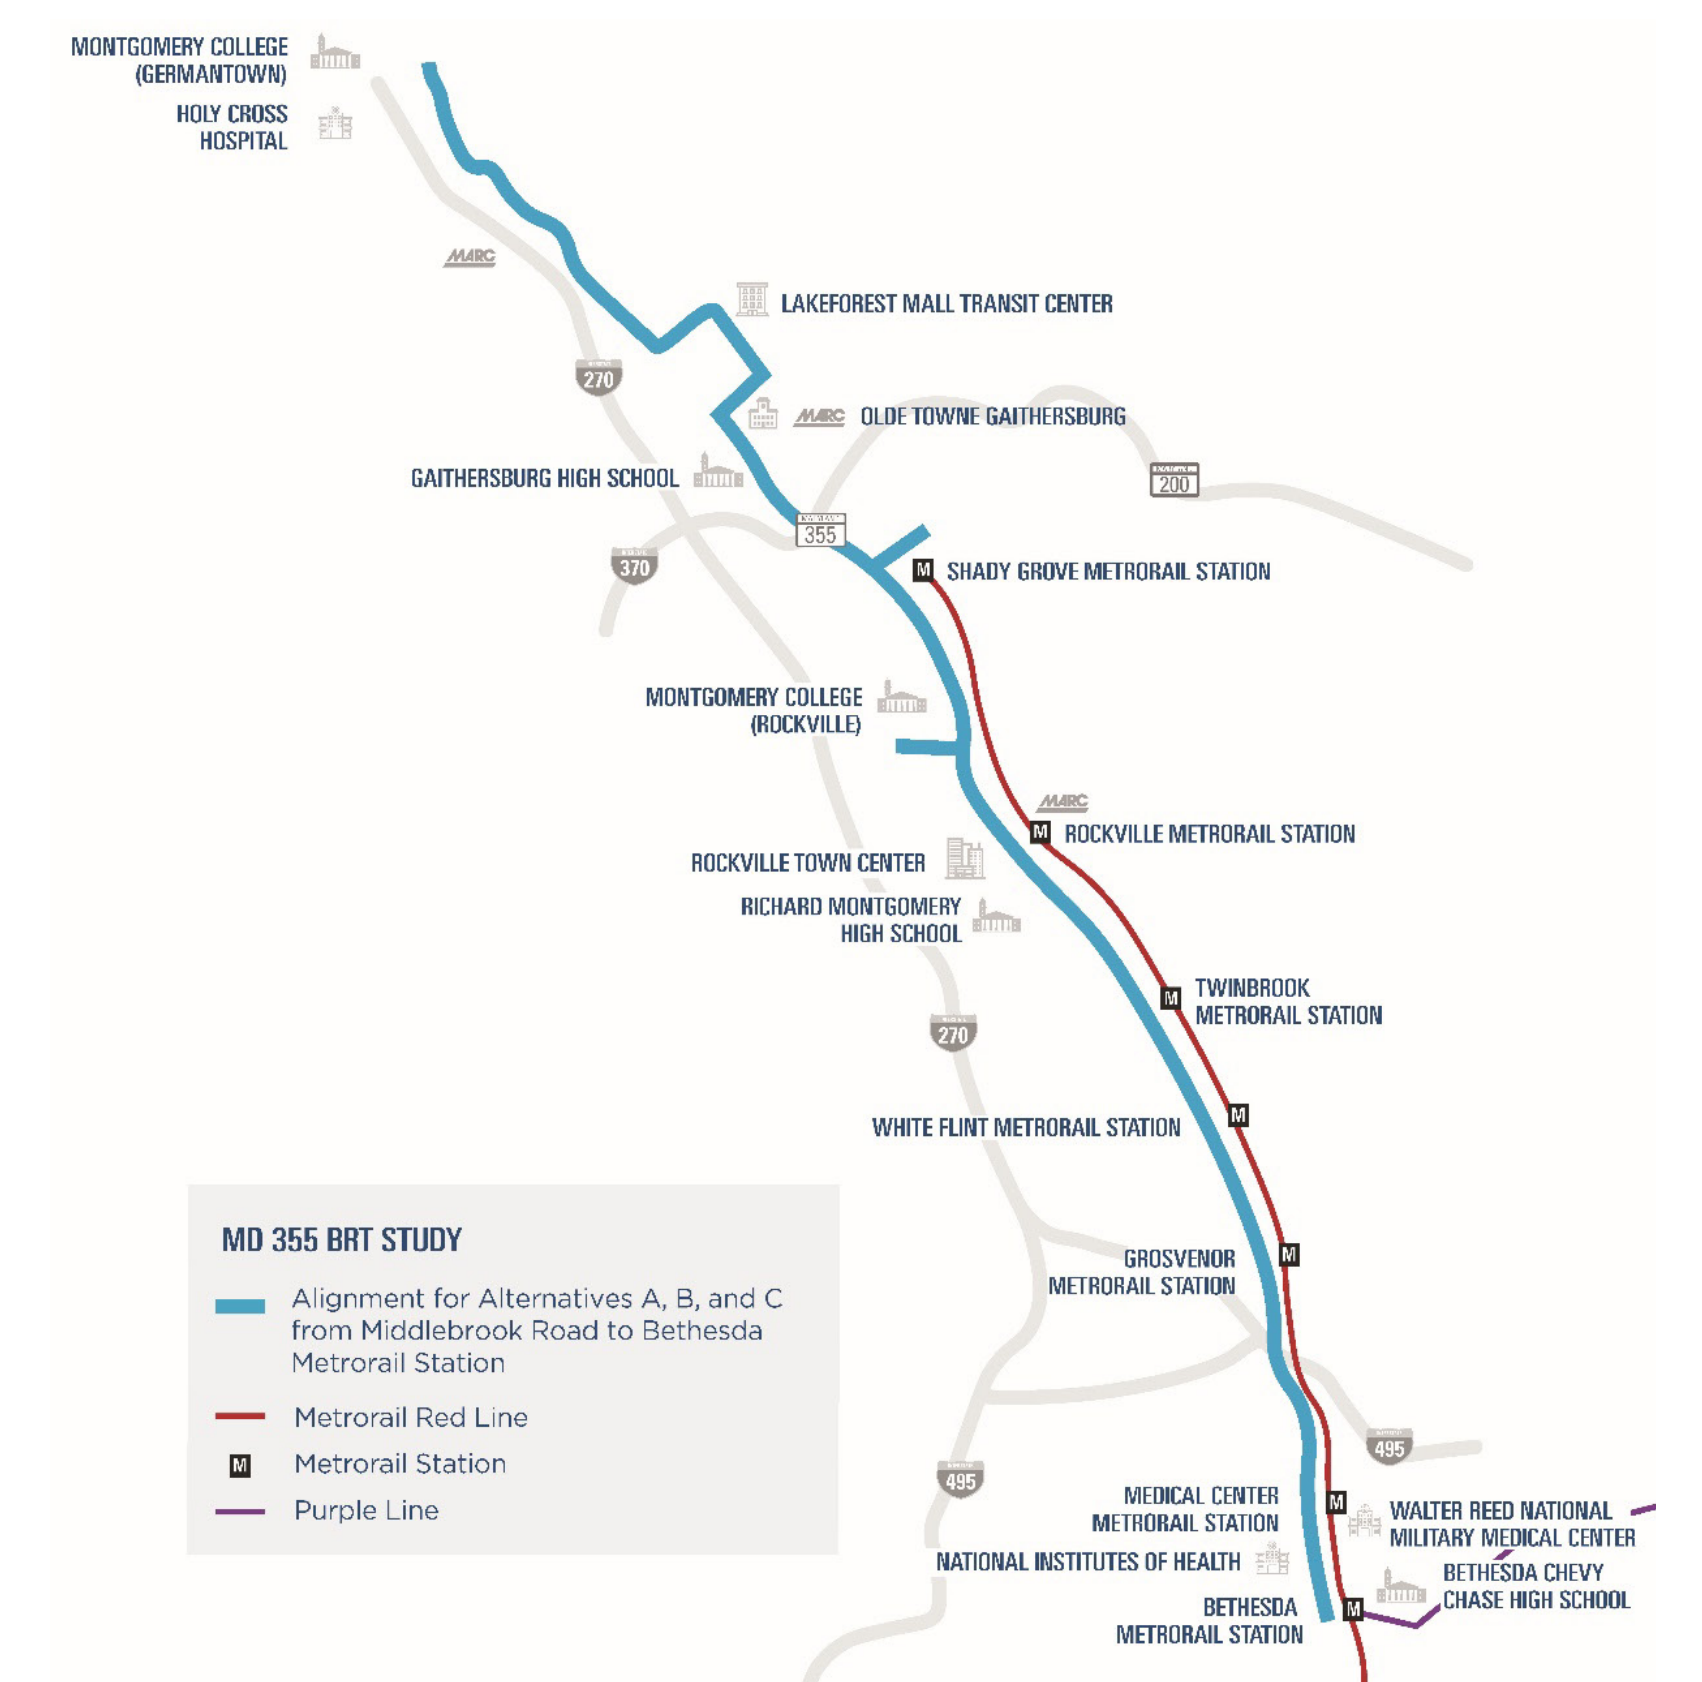 MONTGOMERY COLLEGE
(GERMANTOWN)
HOLY CROSS
HOSPITAL
MARC
LAKEFOREST MALL TRANSIT CENTER
270
MARC OLDE TOWNE GAITHERSBURG
GAITHERSBURG HIGH SCHOOL
200
355
370
M SHADY GROVE METRORAIL STATION
MONTGOMERY COLLEGE
(ROCKVILLE)
MARC
M ROCKVILLE METRORAIL STATION
ROCKVILLE TOWN CENTER
RICHARD MONTGOMERY
HIGH SCHOOL
M TWINBROOK
METRORAIL STATION
270
WHITE FLINT METRORAIL STATION M
GROSVENOR M
METRORAIL STATION
MD 355 BRT STUDY
Alignment for Alternatives A, B, and C
from Middlebrook Road to Bethesda
Metrorail Station
Metrorail Red Line
M Metrorail Station
Purple Line
495
495
MEDICAL CENTER M
METRORAIL STATION
WALTER REED NATIONAL
MILITARY MEDICAL CENTER
NATIONAL INSTITUTES OF HEALTH
BETHESDA CHEVY
CHASE HIGH SCHOOL
BETHESDA M
METRORAIL STATION